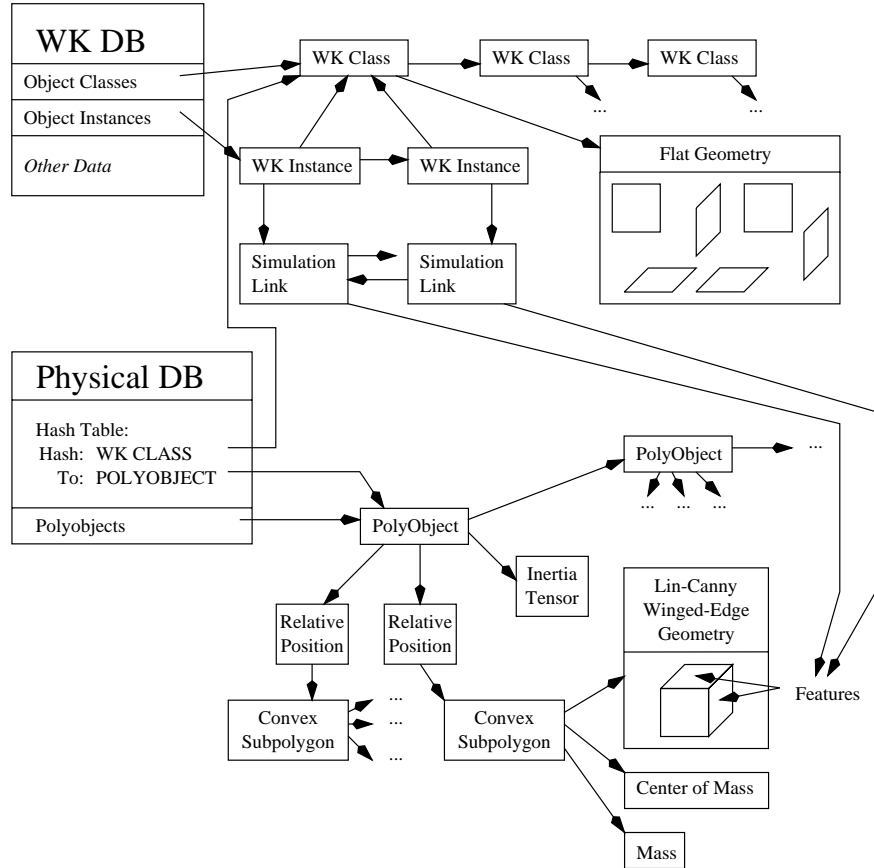 WK DB
Object Classes
Object Instances
Other Data
WK Class
WK Class
WK Class
...
...
WK Instance
WK Instance
Flat Geometry
Simulation
Link
Simulation
Link
Physical DB
Hash Table:
Hash: WK CLASS
To: POLYOBJECT
Polyobjects
PolyObject
...
... ... ...
PolyObject
Inertia
Tensor
Relative
Position
Relative
Position
Lin-Canny
Winged-Edge
Geometry
Features
Convex
Subpolygon
...
...
...
Convex
Subpolygon
Center of Mass
Mass